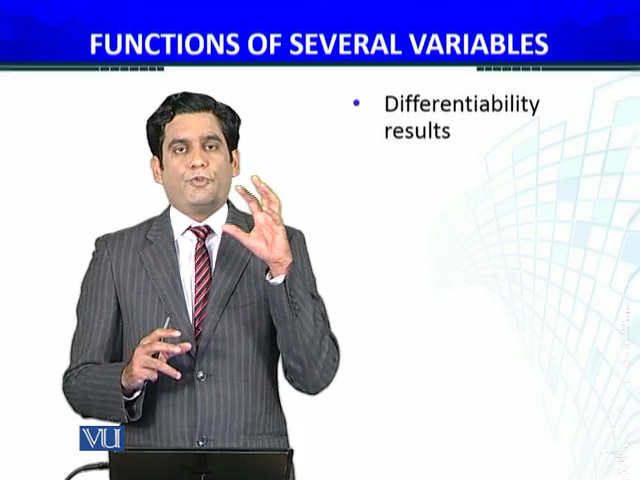 FUNCTIONS OF SEVERAL VARIABLES
• Differentiability
results
VU